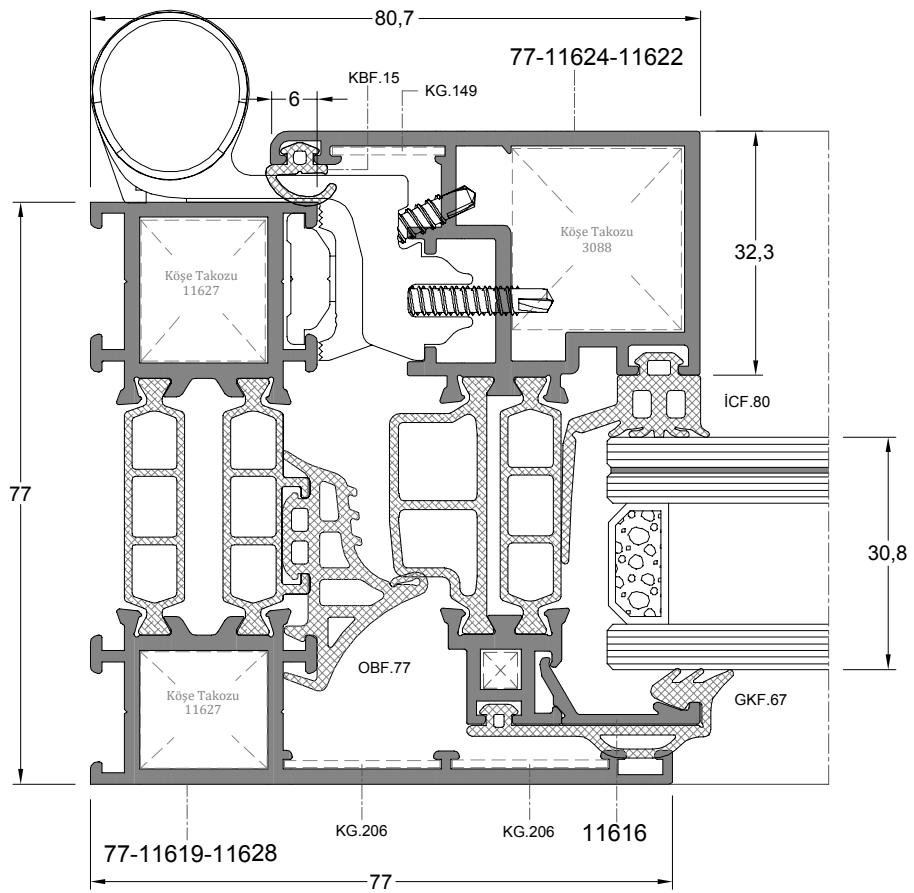 80,7
77-11624-11622
KBF.15
KG.149
6
Köşe Takozu
3088
32,3
Köşe Takozu
11627
İCF.80
77
30,8
OBF.77
Köşe Takozu
11627
GKF.67
KG.206
KG.206
11616
77-11619-11628
77